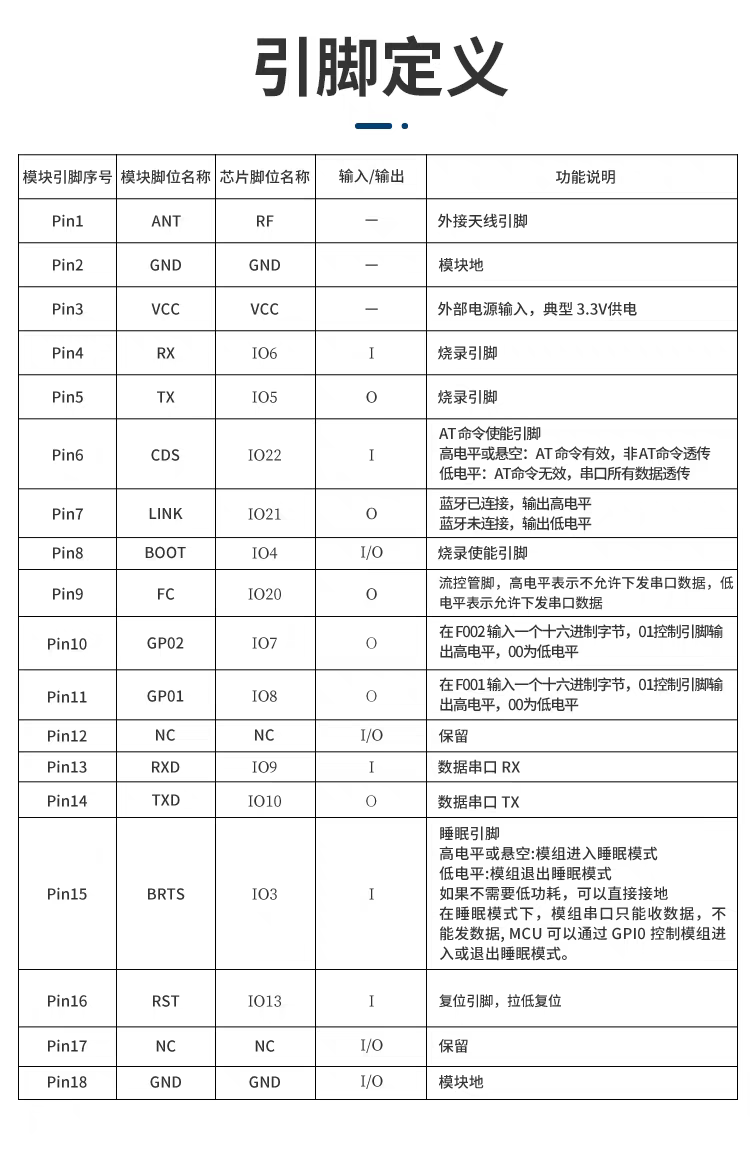 引脚定义
模块引脚序号 模块脚位名称 芯片脚位名称 输入/输出 功能说明
Pin1 ANT RF — 外接天线引脚
Pin2 GND GND — 模块地
Pin3 VCC VCC — 外部电源输入，典型 3.3V供电
Pin4 RX IO6 I 烧录引脚
Pin5 TX IO5 O 烧录引脚
Pin6 CDS IO22 I AT命令使能引脚
高电平或悬空：AT命令有效，非AT命令透传
低电平：AT命令无效，串口所有数据透传
Pin7 LINK IO21 O 蓝牙已连接，输出高电平
蓝牙未连接，输出低电平
Pin8 BOOT IO4 I/O 烧录使能引脚
Pin9 FC IO20 O 流控管脚，高电平表示不允许下发串口数据，低
电平表示允许下发串口数据
Pin10 GP02 IO7 O 在F002输入一个十六进制字节，01控制引脚输
出高电平，00为低电平
Pin11 GP01 IO8 O 在F001输入一个十六进制字节，01控制引脚输
出高电平，00为低电平
Pin12 NC NC I/O 保留
Pin13 RXD IO9 I 数据串口 RX
Pin14 TXD IO10 O 数据串口 TX
Pin15 BRTS IO3 I 睡眠引脚
高电平或悬空:模组进入睡眠模式
低电平:模组退出睡眠模式
如果不需要低功耗，可以直接接地
在睡眠模式下，模组串口只能收数据，不
能发数据, MCU 可以通过 GPI0 控制模组进
入或退出睡眠模式。
Pin16 RST IO13 I 复位引脚，拉低复位
Pin17 NC NC I/O 保留
Pin18 GND GND I/O 模块地